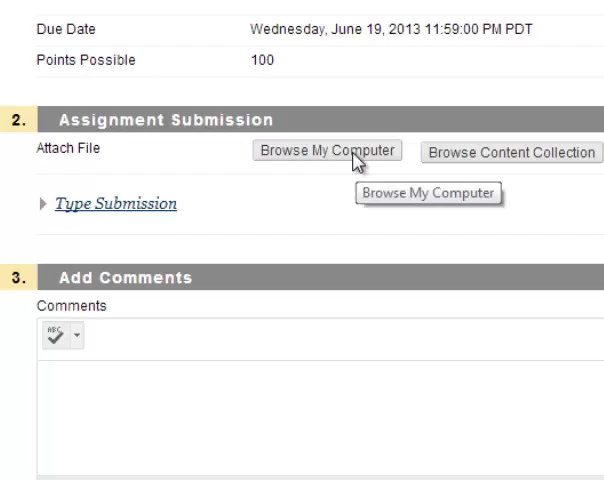 Due Date Wednesday, June 19, 2013 11:59:00 PM PDT
Points Possible 100
2. Assignment Submission
Attach File Browse My Computer Browse Content Collection
Browse My Computer
Type Submission
3. Add Comments
Comments
ABC